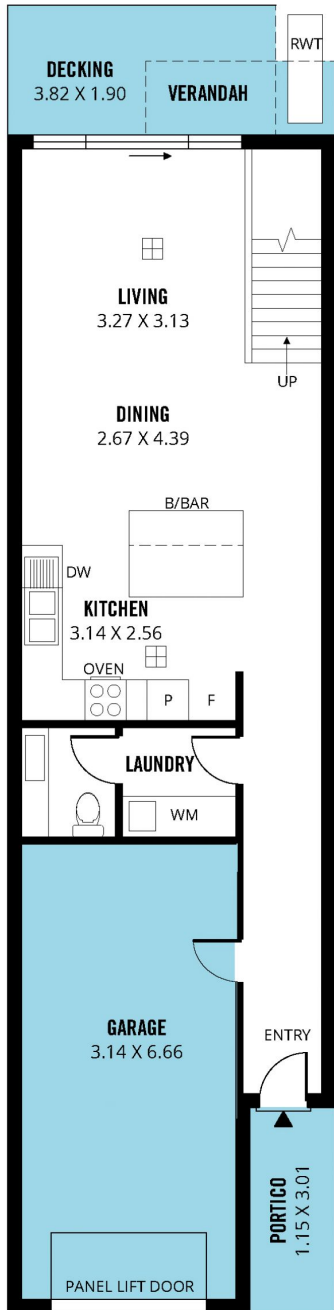 RWT
DECKING
3.82 X 1.90
VERANDAH
LIVING
3.27 X 3.13
UP
DINING
2.67 X 4.39
B/BAR
DW
KITCHEN
3.14 X 2.56
OVEN
P
F
LAUNDRY
WM
GARAGE
3.14 X 6.66
ENTRY
PORTICO
1.15 X 3.01
PANEL LIFT DOOR